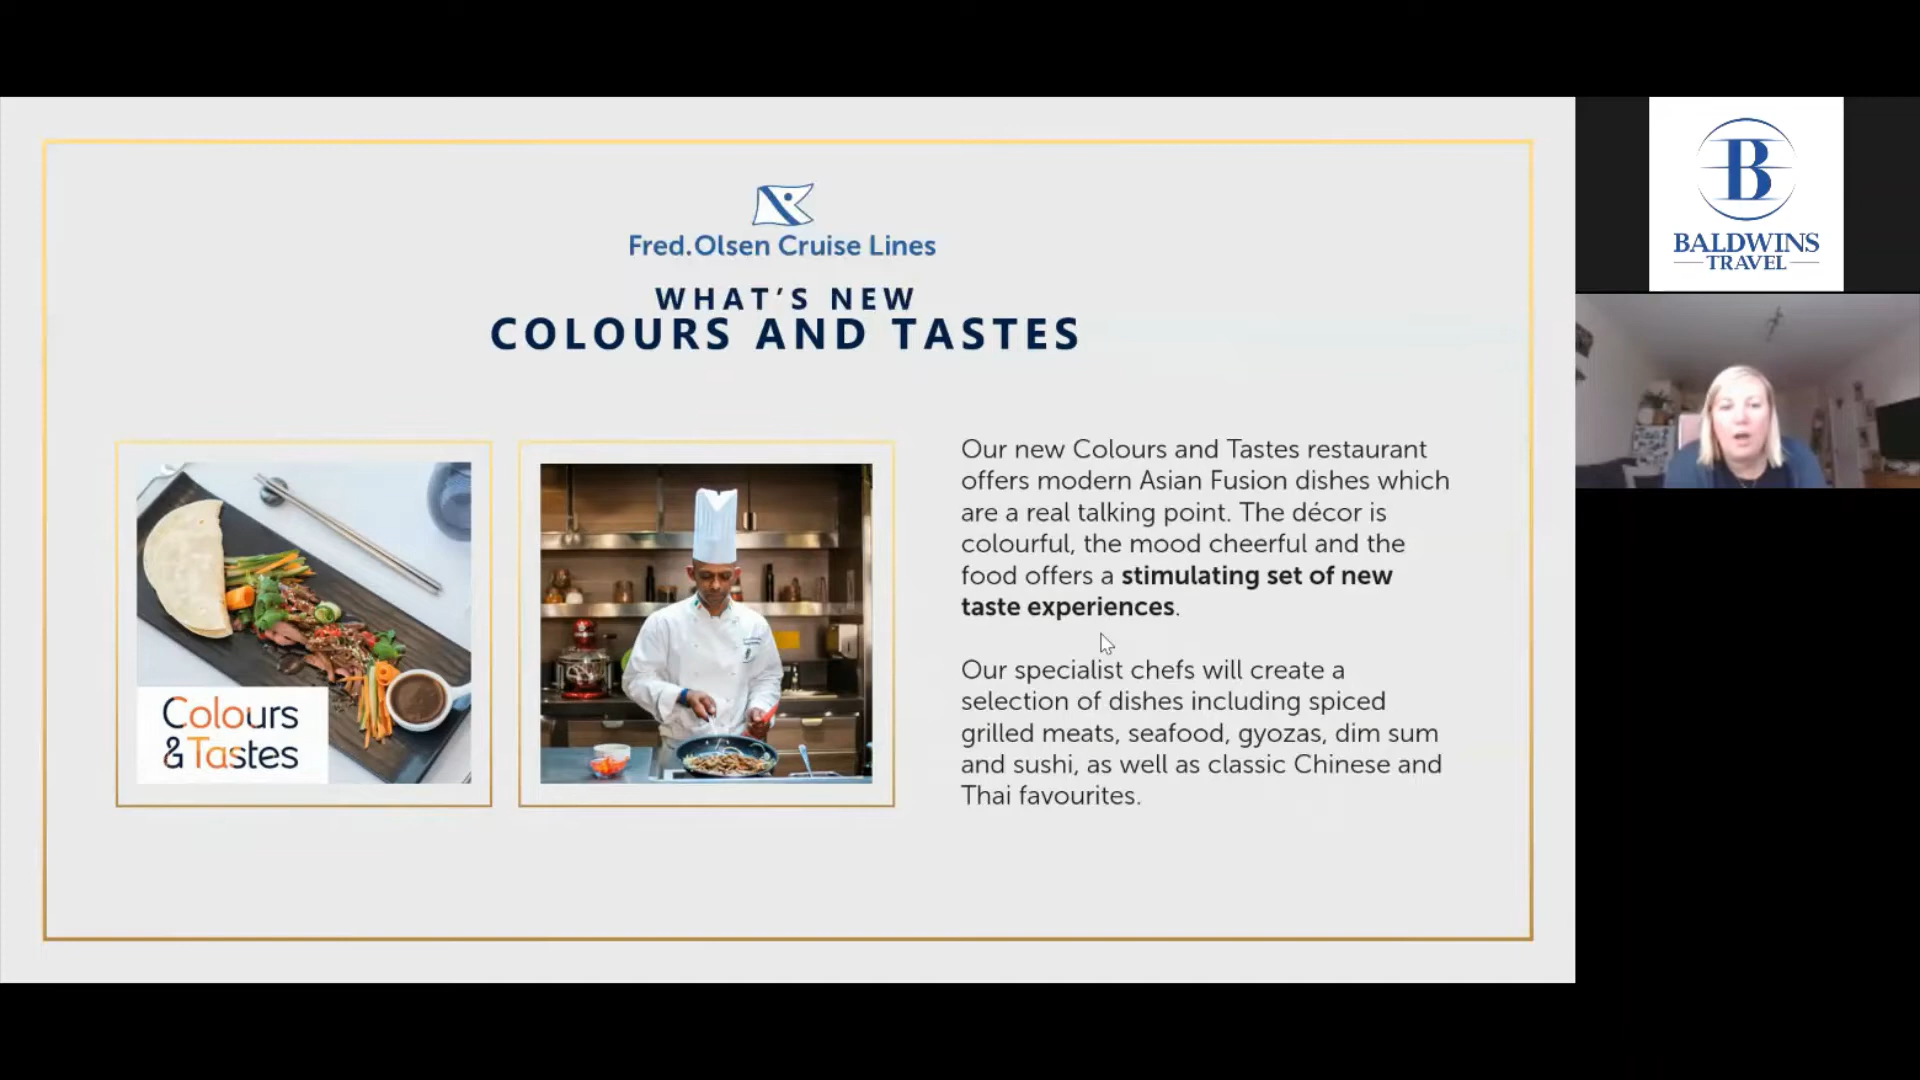 Fred.Olsen Cruise Lines
WHAT'S NEW
COLOURS AND TASTES
Colours
& Tastes
Our new Colours and Tastes restaurant
offers modern Asian Fusion dishes which
are a real talking point. The décor is
colourful, the mood cheerful and the
food offers a stimulating set of new
taste experiences.
Our specialist chefs will create a
selection of dishes including spiced
grilled meats, seafood, gyozas, dim sum
and sushi, as well as classic Chinese and
Thai favourites.
B
BALDWINS
TRAVEL